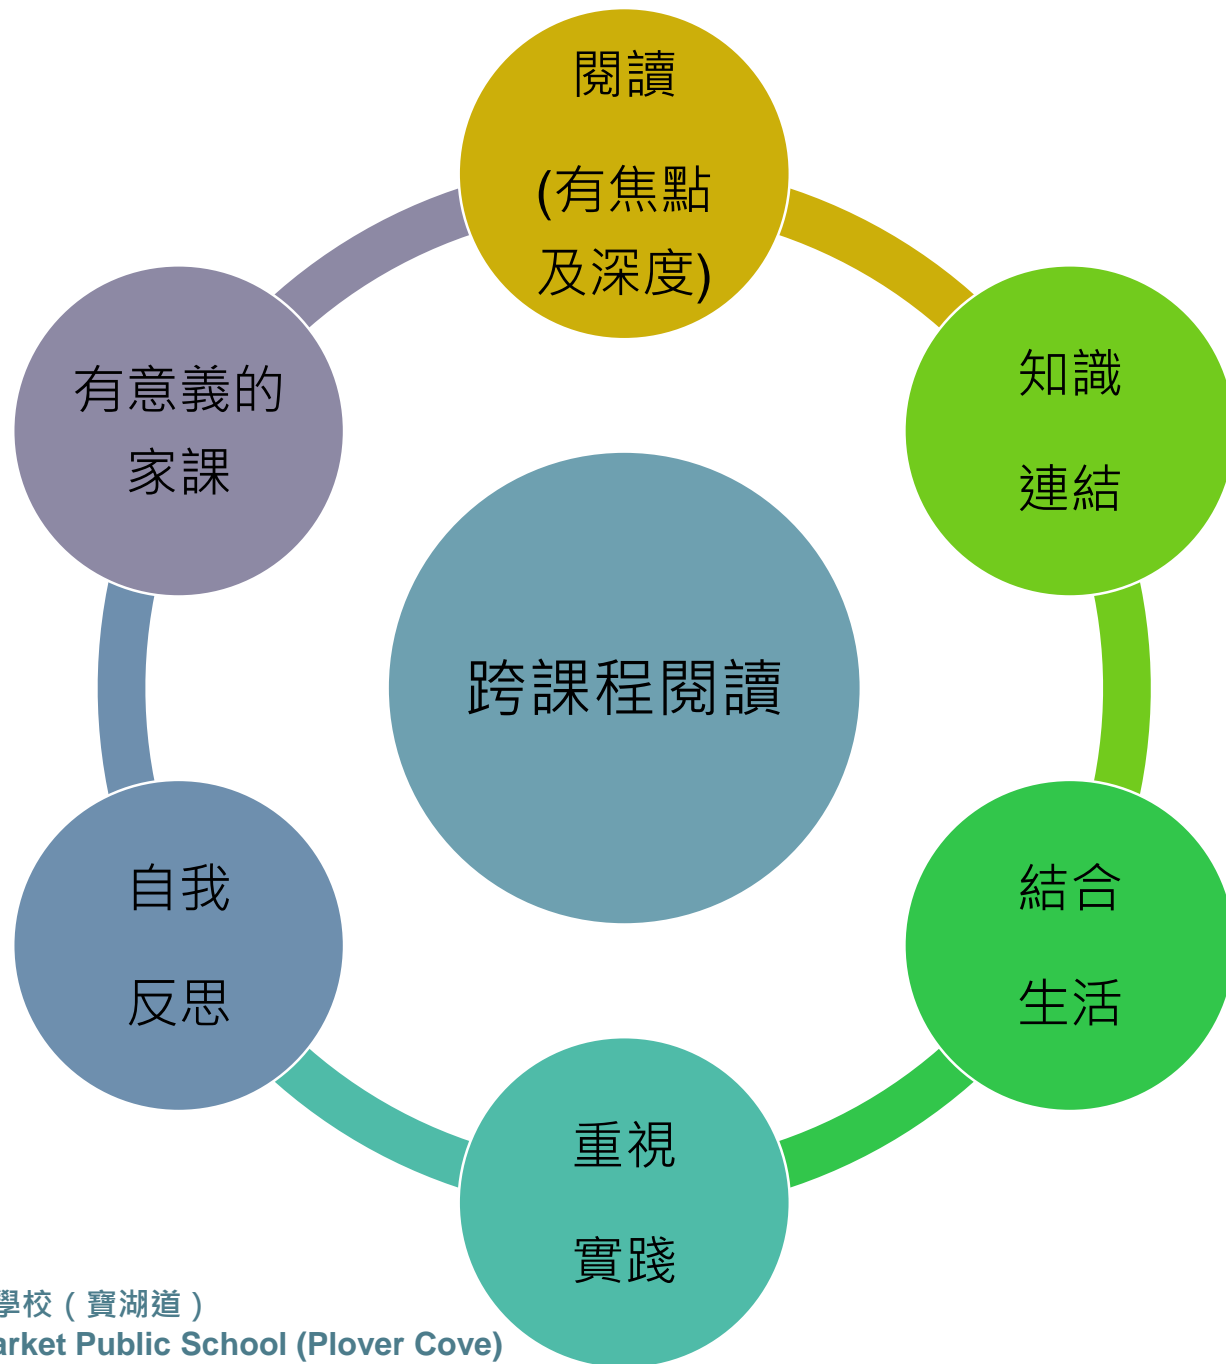 閱讀
(有焦點
及深度)
知識
連結
有意義的
家課
跨課程閱讀
自我
反思
結合
生活
重視
實踐
學校（寶湖道）
arket Public School (Plover Cove)